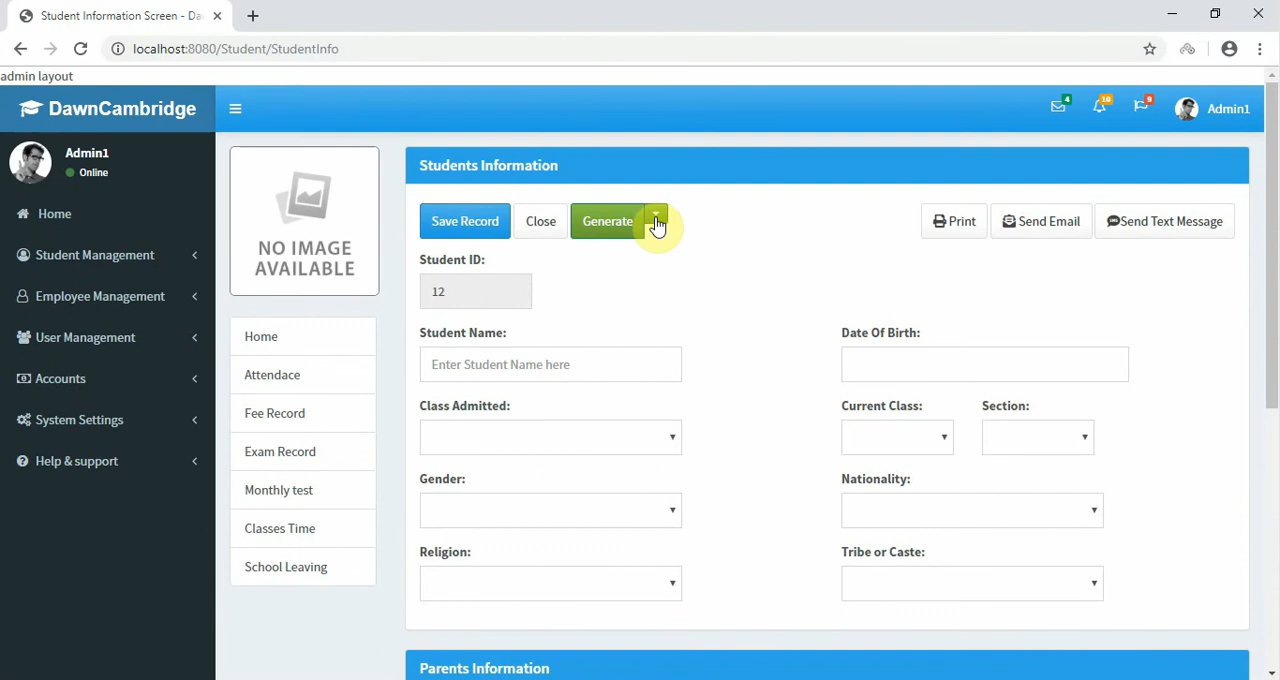 Student Information Screen - Da
localhost:8080/Student/StudentInfo
admin layout
DawnCambridge
4
10
9
Admin1
Admin1
Online
Home
Student Management
Employee Management
User Management
Accounts
System Settings
Help & support
NO IMAGE
AVAILABLE
Home
Attendace
Fee Record
Exam Record
Monthly test
Classes Time
School Leaving
Students Information
Save Record Close Generate Print Send Email Send Text Message
Student ID:
12
Student Name: Date Of Birth:
Enter Student Name here
Class Admitted: Current Class: Section:
Gender: Nationality:
Religion: Tribe or Caste:
Parents Information